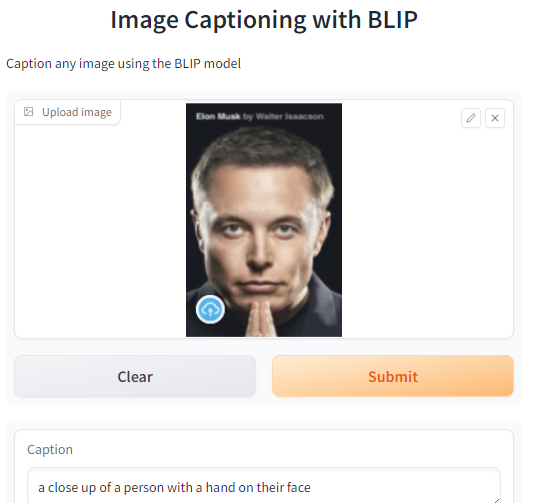 Image Captioning with BLIP
Caption any image using the BLIP model
Upload image
Elon Musk by Walter Isaacson
Clear
Submit
Caption
a close up of a person with a hand on their face